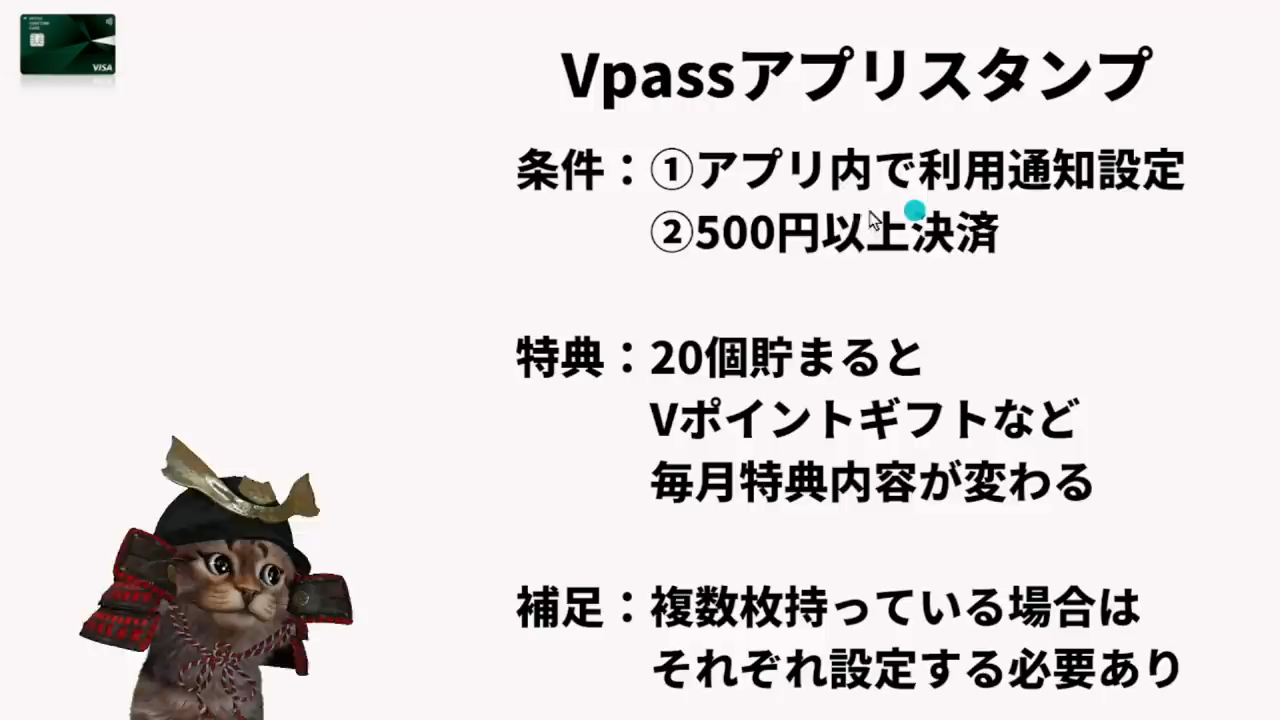 VISA
Vpassアプリスタンプ
条件：①アプリ内で利用通知設定
②500円以上決済
特典：20個貯まると
Vポイントギフトなど
毎月特典内容が変わる
補足：複数枚持っている場合は
それぞれ設定する必要あり